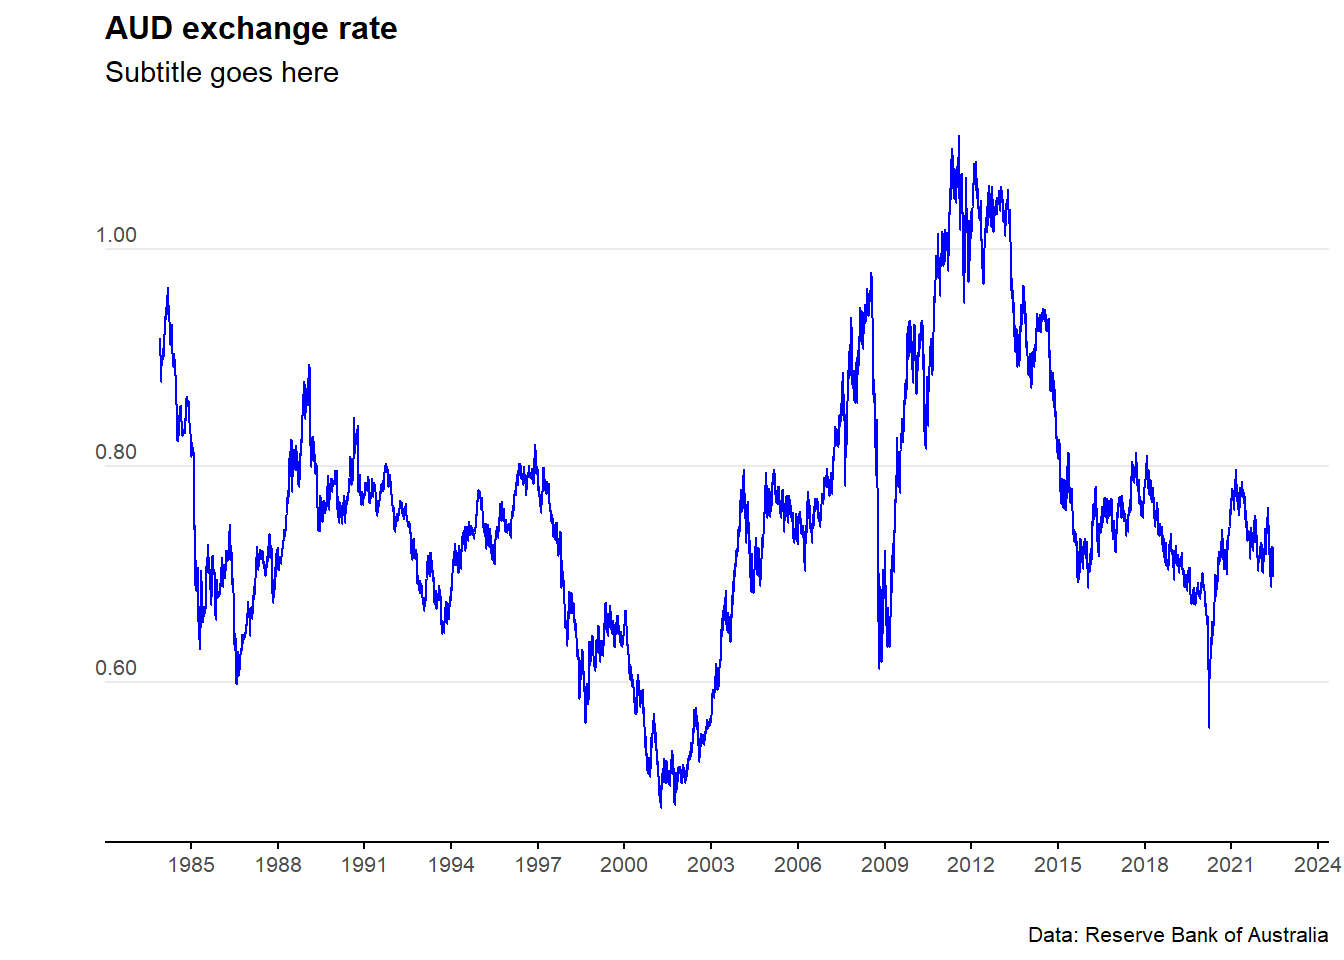 AUD exchange rate
Subtitle goes here
1.00
0.80
0.60
1985 1988 1991 1994 1997 2000 2003 2006 2009 2012 2015 2018 2021 2024
Data: Reserve Bank of Australia